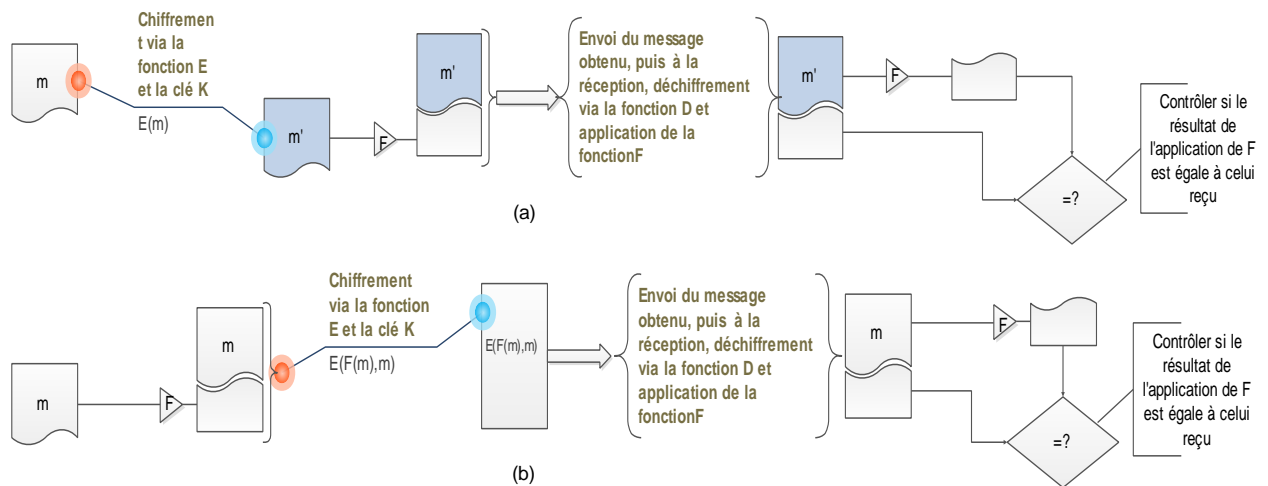 Chiffremen
t via la
fonction E
et la clé K
E(m)
m
m'
F
m'
Envoi du message
obtenu, puis à la
réception, déchiffrement
via la fonction D et
application de la
fonctionF
m'
F
=?
Contrôler si le
résultat de
l'application de F
est égale à celui
reçu
(a)
m
F
m
Chiffrement
via la fonction
E et la clé K
E(F(m),m)
E(F(m),m)
Envoi du message
obtenu, puis à la
réception, déchiffrement
via la fonction D et
application de la
fonctionF
m
F
=?
Contrôler si le
résultat de
l'application de F
est égale à celui
reçu
(b)